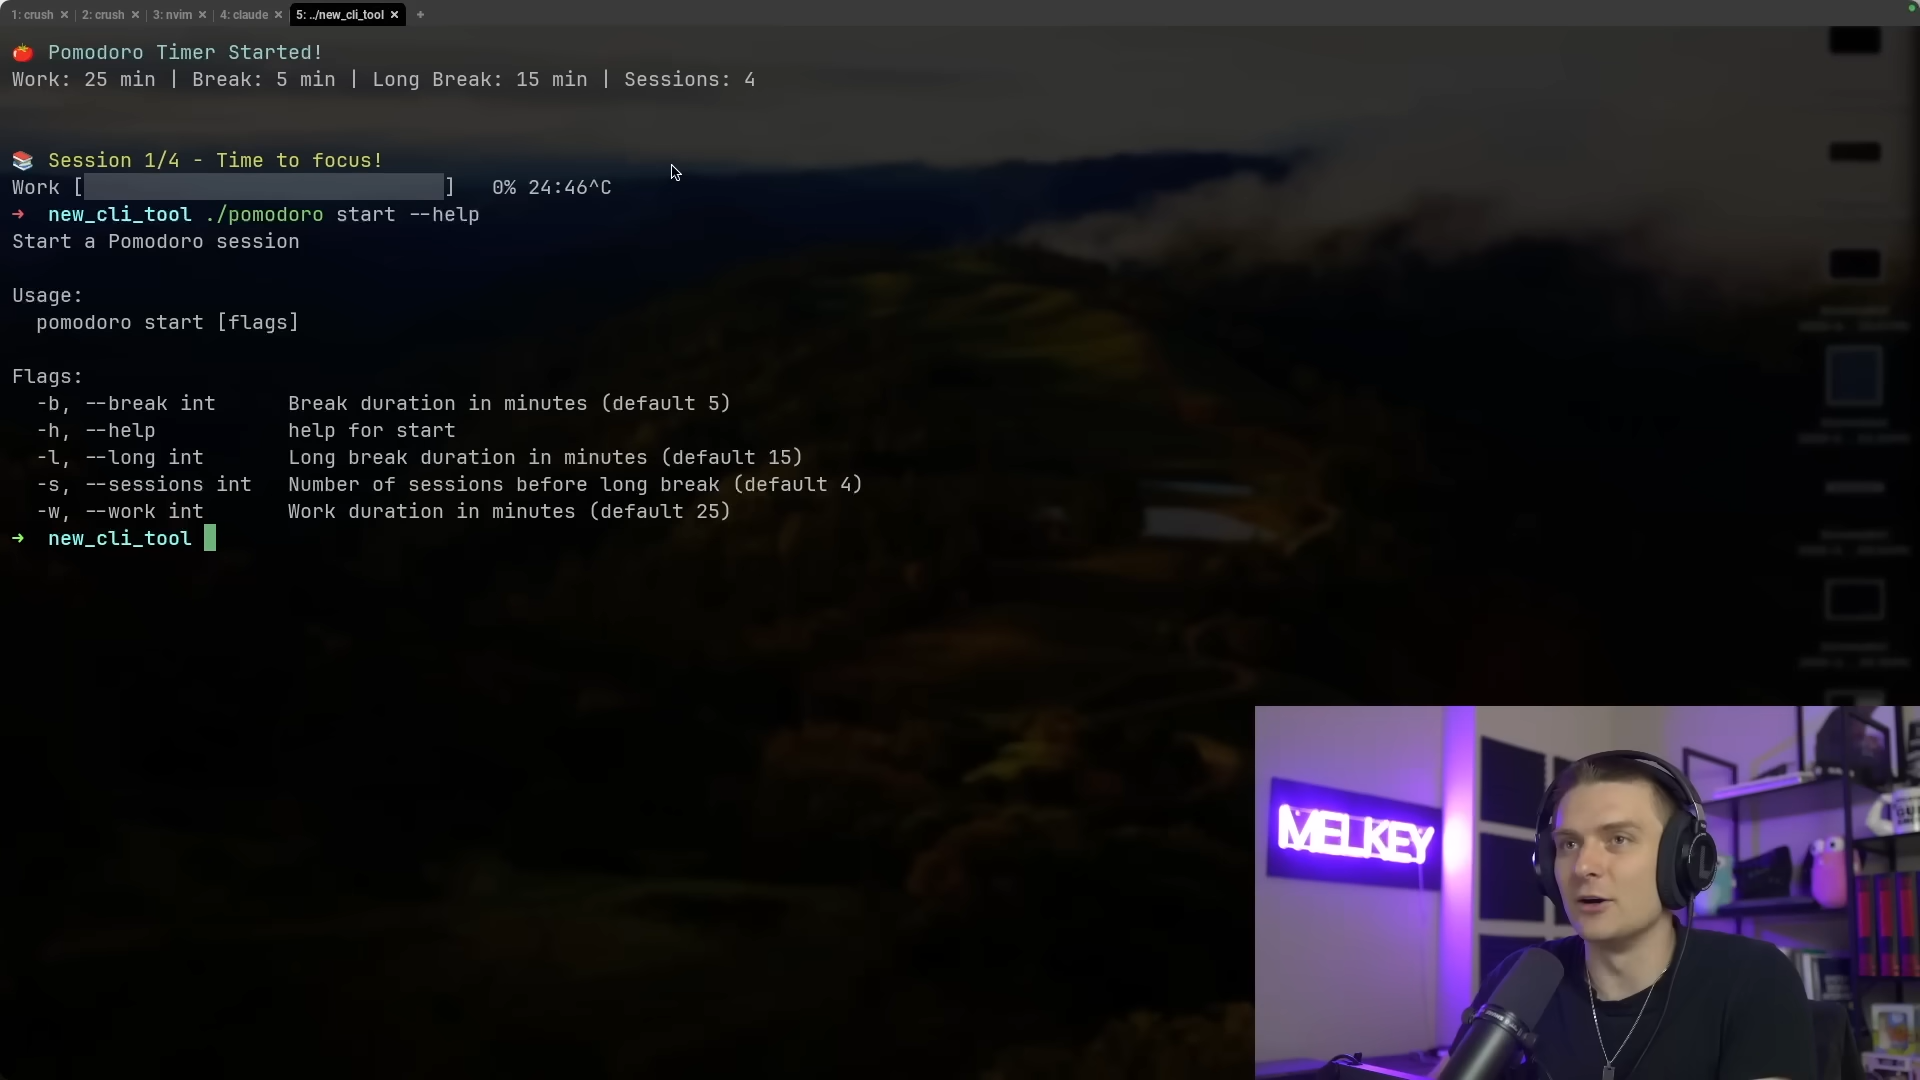 1: crush × 2: crush × 3: nvim × 4: claude × 5: ../new_cli_tool × +
🍅 Pomodoro Timer Started!
Work: 25 min | Break: 5 min | Long Break: 15 min | Sessions: 4
📚 Session 1/4 - Time to focus!
Work [ ] 0% 24:46^C
→ new_cli_tool ./pomodoro start --help
Start a Pomodoro session
Usage:
pomodoro start [flags]
Flags:
-b, --break int Break duration in minutes (default 5)
-h, --help help for start
-l, --long int Long break duration in minutes (default 15)
-s, --sessions int Number of sessions before long break (default 4)
-w, --work int Work duration in minutes (default 25)
→ new_cli_tool
MELKEY